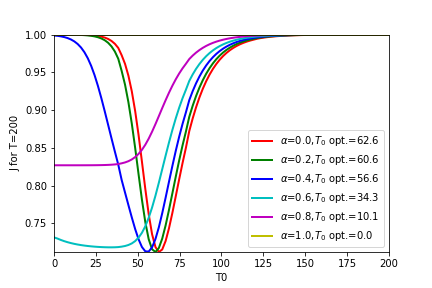 1.00
0.95
0.90
0.85
0.80
0.75
J for T=200
0 25 50 75 100 125 150 175 200
T0
α=0.0,T₀ opt.=62.6
α=0.2,T₀ opt.=60.6
α=0.4,T₀ opt.=56.6
α=0.6,T₀ opt.=34.3
α=0.8,T₀ opt.=10.1
α=1.0,T₀ opt.=0.0